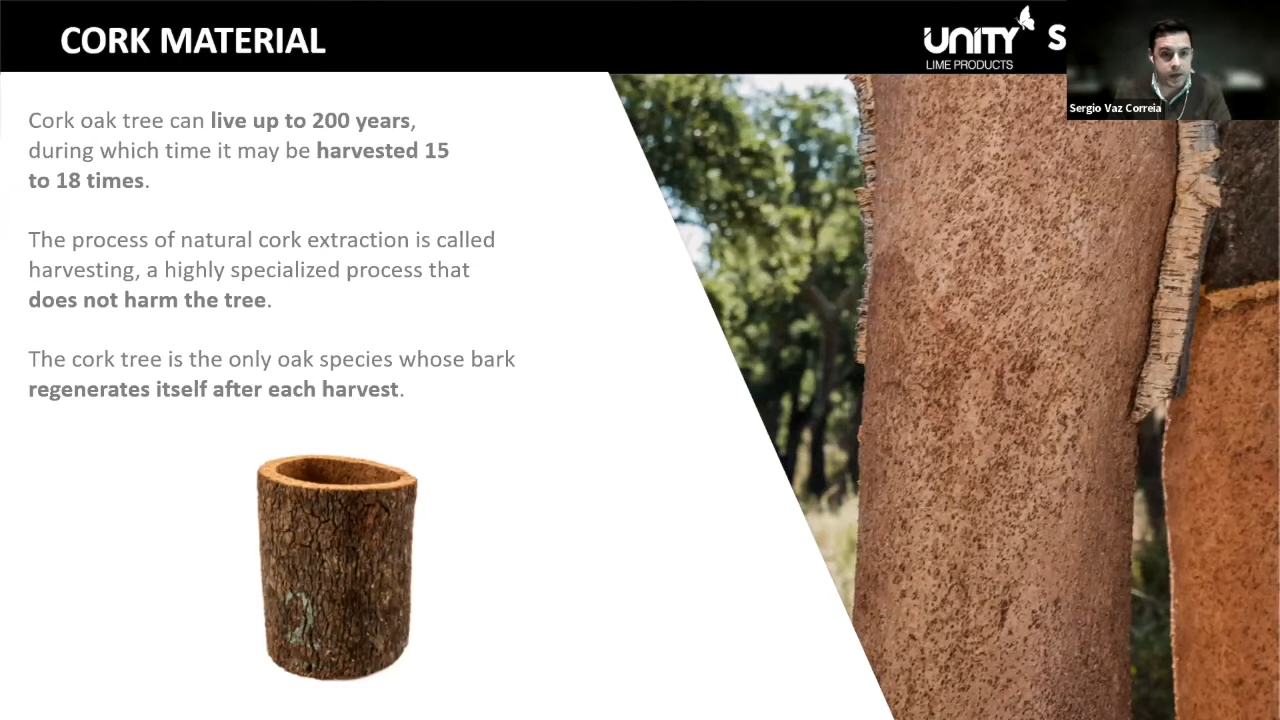 CORK MATERIAL
UNITY
LIME PRODUCTS
S
Sergio Vaz Correia
Cork oak tree can live up to 200 years,
during which time it may be harvested 15
to 18 times.
The process of natural cork extraction is called
harvesting, a highly specialized process that
does not harm the tree.
The cork tree is the only oak species whose bark
regenerates itself after each harvest.
2